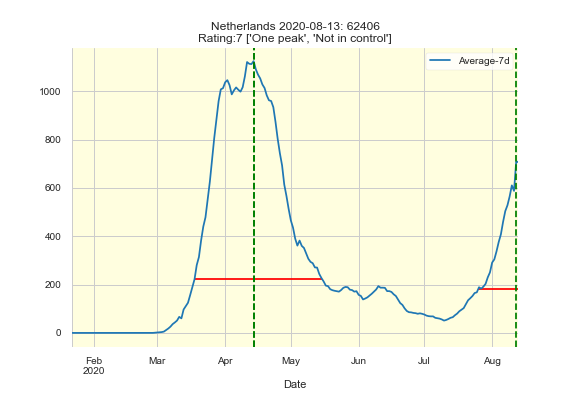 Netherlands 2020-08-13: 62406
Rating:7 ['One peak', 'Not in control']
Average-7d
1000
800
600
400
200
0
Feb Mar Apr May Jun Jul Aug
2020
Date